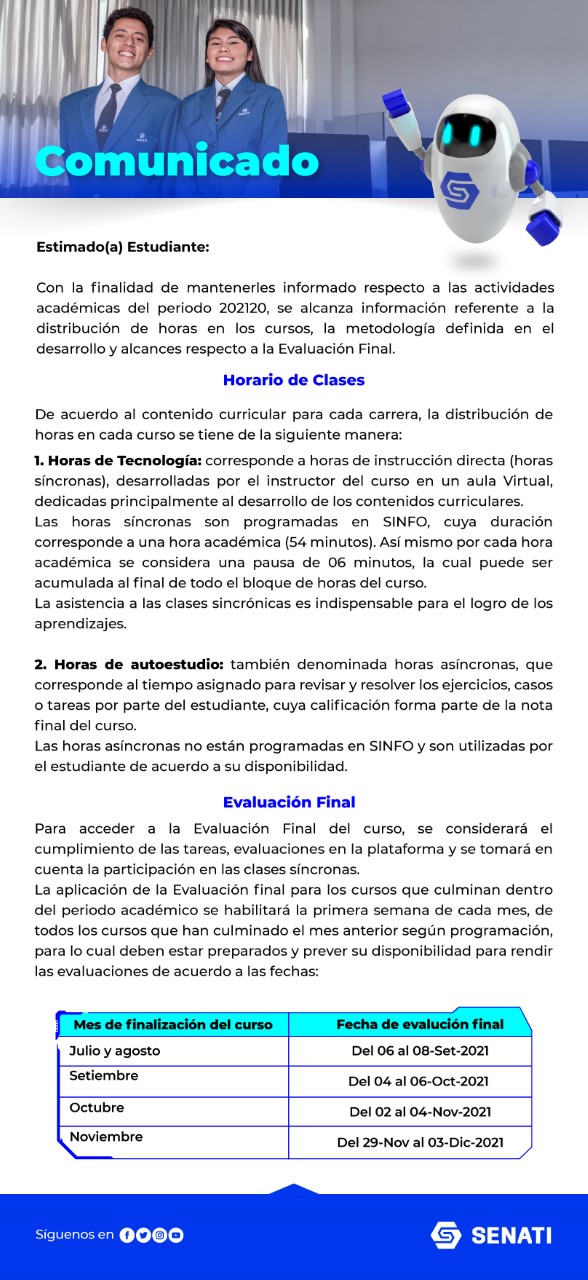 Comunicado
Estimado(a) Estudiante:
Con la finalidad de mantenerles informado respecto a las actividades
académicas del periodo 202120, se alcanza información referente a la
distribución de horas en los cursos, la metodología definida en el
desarrollo y alcances respecto a la Evaluación Final.
Horario de Clases
De acuerdo al contenido curricular para cada carrera, la distribución de
horas en cada curso se tiene de la siguiente manera:
1. Horas de Tecnología: corresponde a horas de instrucción directa (horas
síncronas), desarrolladas por el instructor del curso en un aula Virtual,
dedicadas principalmente al desarrollo de los contenidos curriculares.
Las horas síncronas son programadas en SINFO, cuya duración
corresponde a una hora académica (54 minutos). Así mismo por cada hora
académica se considera una pausa de 06 minutos, la cual puede ser
acumulada al final de todo el bloque de horas del curso.
La asistencia a las clases sincrónicas es indispensable para el logro de los
aprendizajes.
2. Horas de autoestudio: también denominada horas asíncronas, que
corresponde al tiempo asignado para revisar y resolver los ejercicios, casos
o tareas por parte del estudiante, cuya calificación forma parte de la nota
final del curso.
Las horas asíncronas no están programadas en SINFO y son utilizadas por
el estudiante de acuerdo a su disponibilidad.
Evaluación Final
Para acceder a la Evaluación Final del curso, se considerará el
cumplimiento de las tareas, evaluaciones en la plataforma y se tomará en
cuenta la participación en las clases síncronas.
La aplicación de la Evaluación final para los cursos que culminan dentro
del periodo académico se habilitará la primera semana de cada mes, de
todos los cursos que han culminado el mes anterior según programación,
para lo cual deben estar preparados y prever su disponibilidad para rendir
las evaluaciones de acuerdo a las fechas:
Mes de finalización del curso Fecha de evalución final
Julio y agosto Del 06 al 08-Set-2021
Setiembre Del 04 al 06-Oct-2021
Octubre Del 02 al 04-Nov-2021
Noviembre Del 29-Nov al 03-Dic-2021
Síguenos en
SENATI